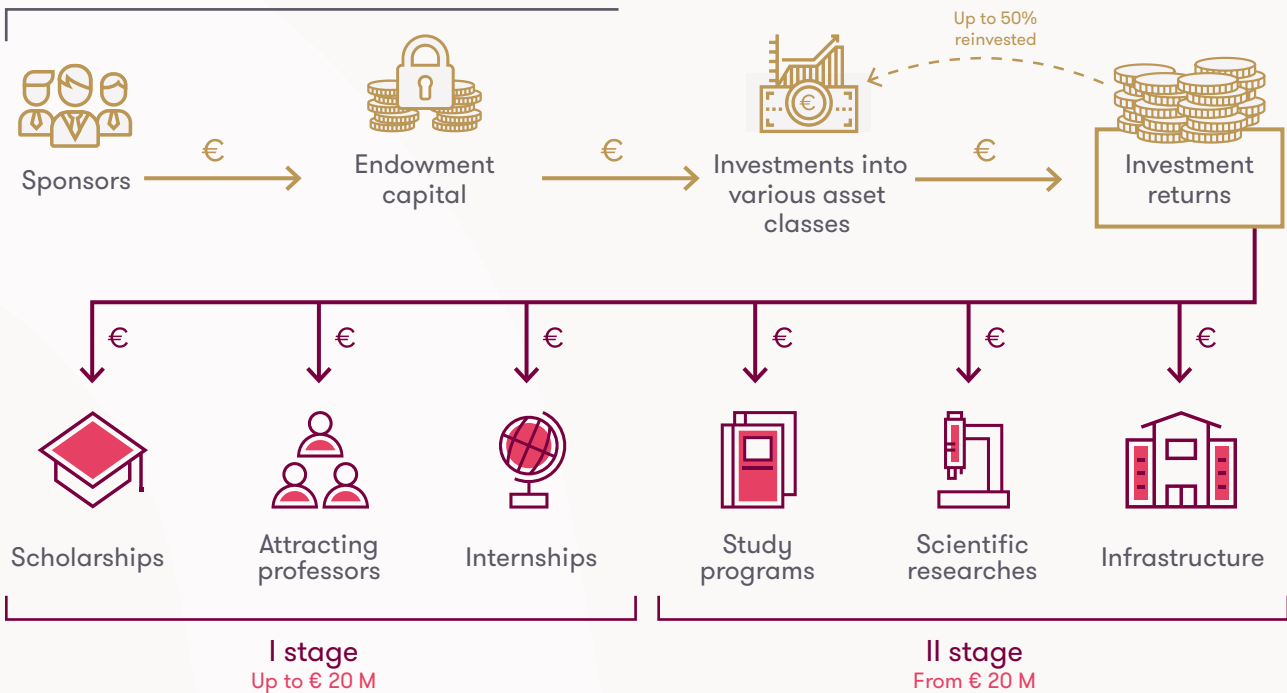 Up to 50%
reinvested
€
€
€
€
Sponsors
Endowment
capital
Investments into
various asset
classes
Investment
returns
€
€
€
€
€
€
Scholarships
Attracting
professors
Internships
Study
programs
Scientific
researches
Infrastructure
I stage
Up to € 20 M
II stage
From € 20 M